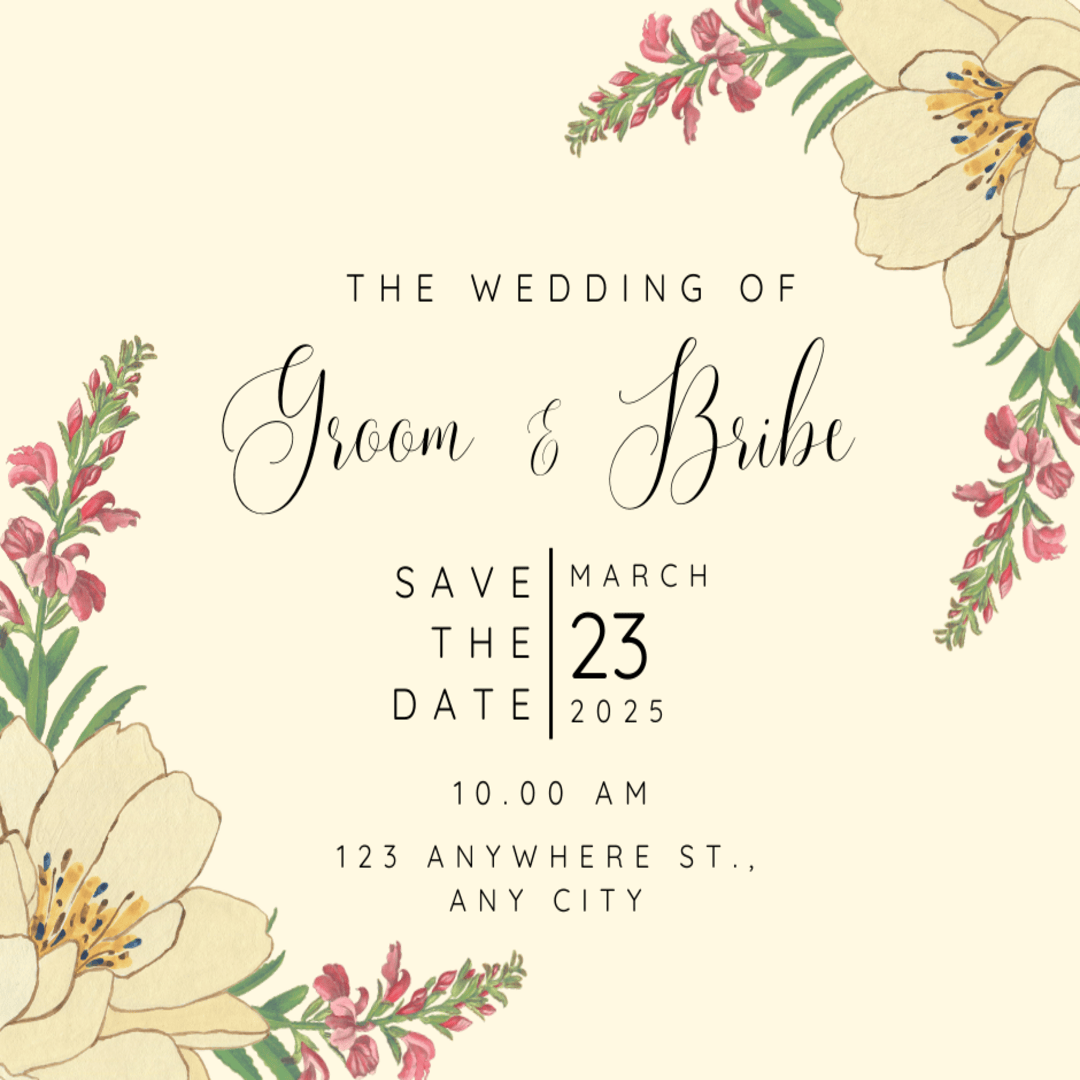 THE WEDDING OF
Groom & Bribe
SAVE
THE
DATE
MARCH
23
2025
10.00 AM
123 ANYWHERE ST.,
ANY CITY